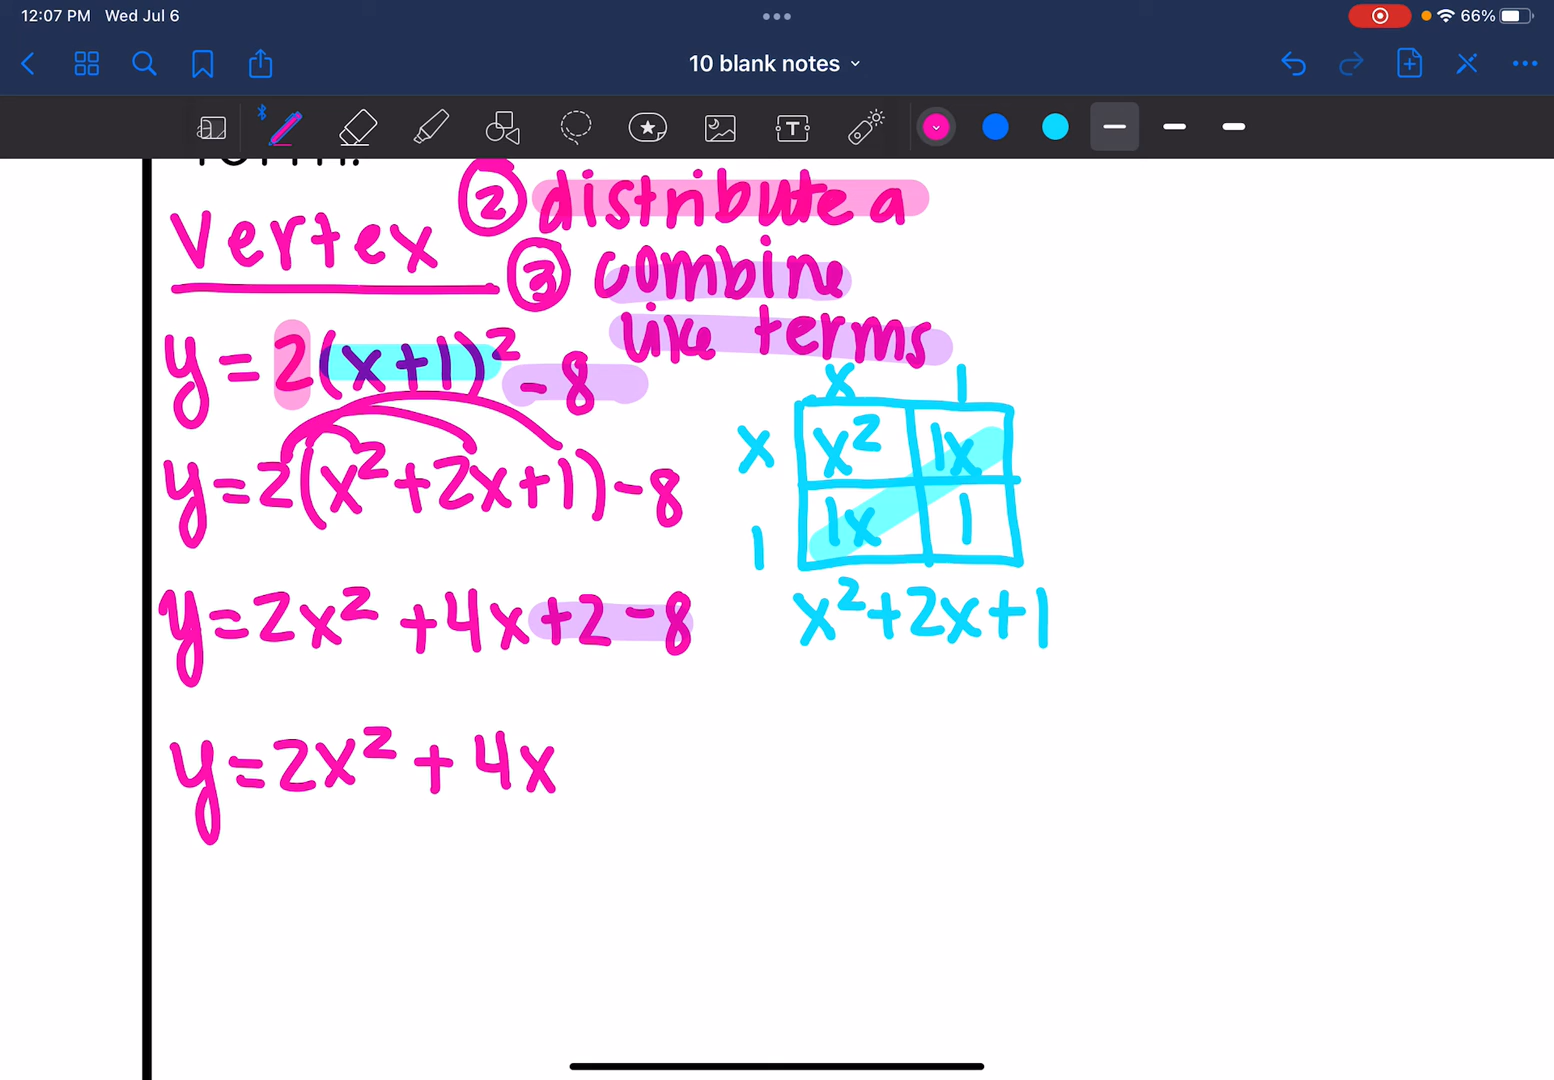 12:07 PM Wed Jul 6
66%
10 blank notes
② distribute a
Vertex
③ combine
like terms
y = 2(x+1)² - 8
x 1
x x² 1x
y=2(x²+2x+1)-8
1 1x 1
y=2x² +4x+2-8
x²+2x+1
y=2x² + 4x